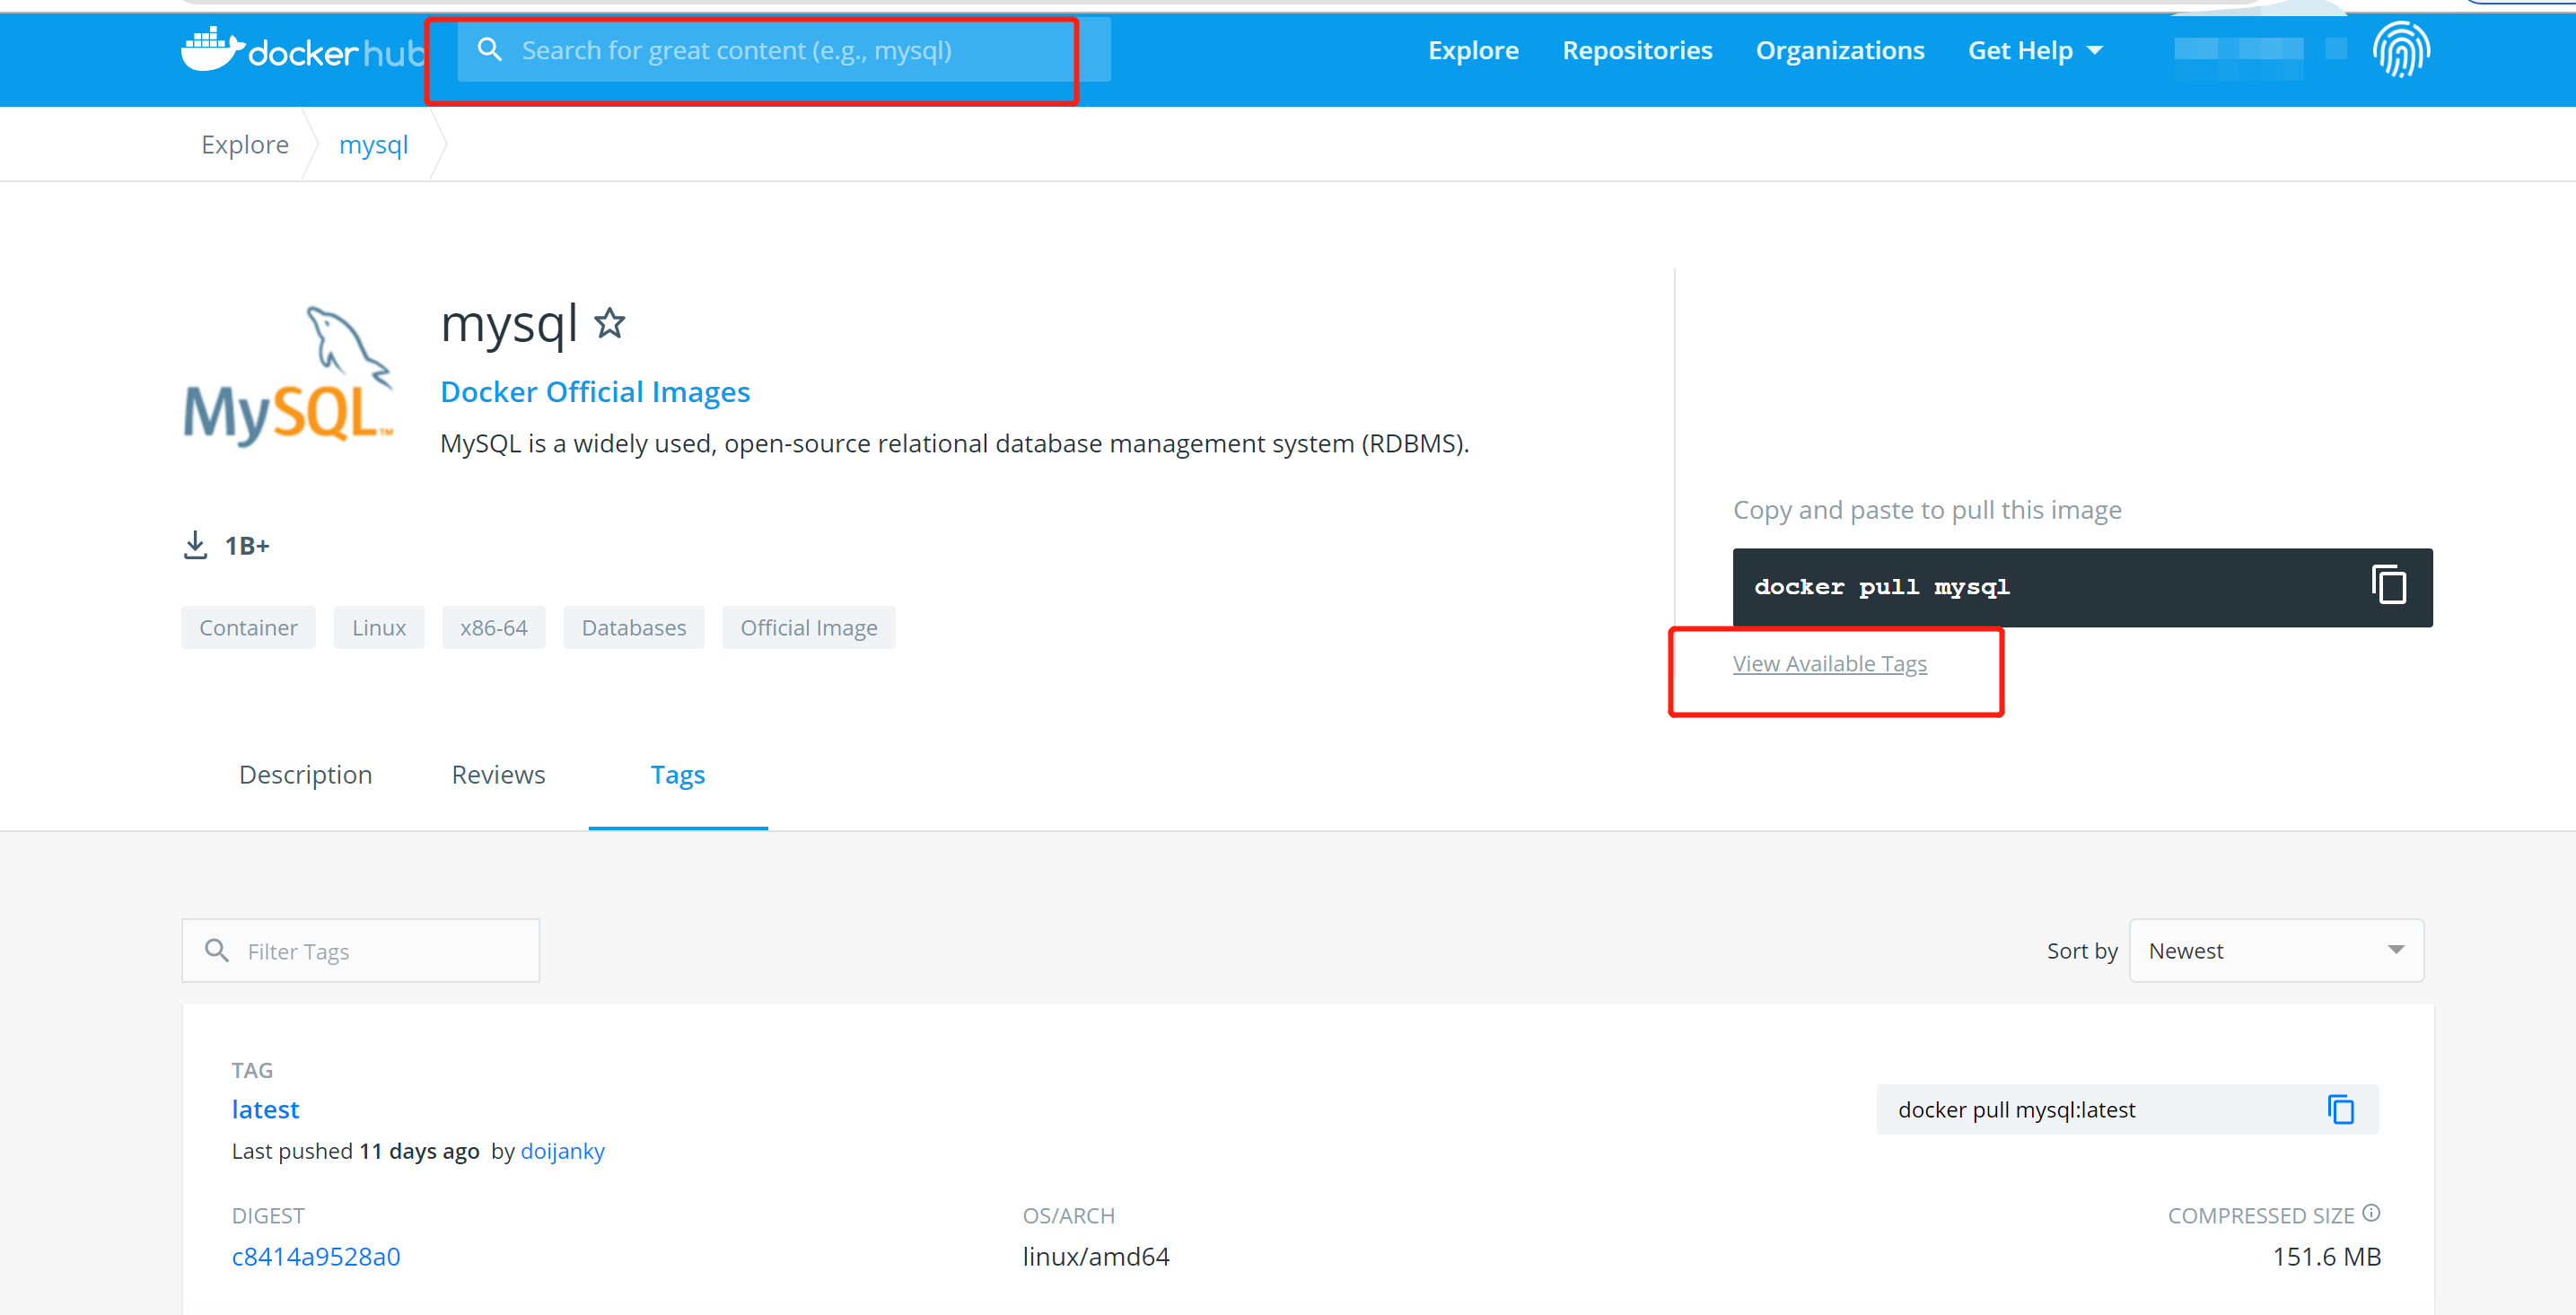 docker hub
Search for great content (e.g., mysql)
Explore Repositories Organizations Get Help
Explore mysql
mysql
MySQL™
Docker Official Images
MySQL is a widely used, open-source relational database management system (RDBMS).
1B+
Container Linux x86-64 Databases Official Image
Copy and paste to pull this image
docker pull mysql
View Available Tags
Description Reviews Tags
Filter Tags
Sort by Newest
TAG
latest
Last pushed 11 days ago by doijanky
docker pull mysql:latest
DIGEST OS/ARCH COMPRESSED SIZE
c8414a9528a0 linux/amd64 151.6 MB